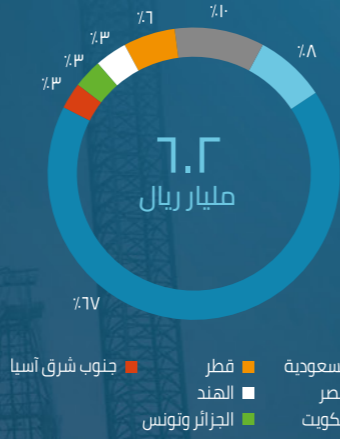 ٪١٠
٪٦
٪٨
٪٣
٪٣
٪٣
٦.٢
مليار ريال
٪٦٧
سعودية قطر جنوب شرق آسيا
صر الهند
كويت الجزائر وتونس